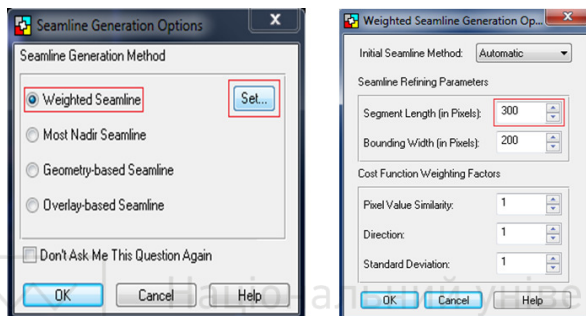 Seamline Generation Options
X
Seamline Generation Method
Weighted Seamline
Set...
Most Nadir Seamline
Geometry-based Seamline
Overlay-based Seamline
Don't Ask Me This Question Again
OK
Cancel
Help
Weighted Seamline Generation Op...
X
Initial Seamline Method:
Automatic
Seamline Refining Parameters
Segment Length (in Pixels):
300
Bounding Width (in Pixels):
200
Cost Function Weighting Factors
Pixel Value Similarity:
1
Direction:
1
Standard Deviation:
1
OK
Cancel
Help